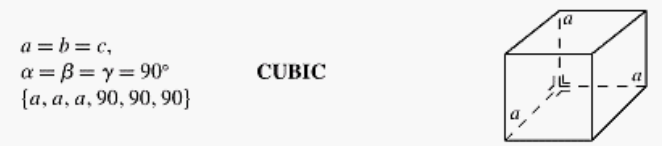 a = b = c,
α = β = γ = 90°
{a, a, a, 90, 90, 90}
CUBIC
a
a
a